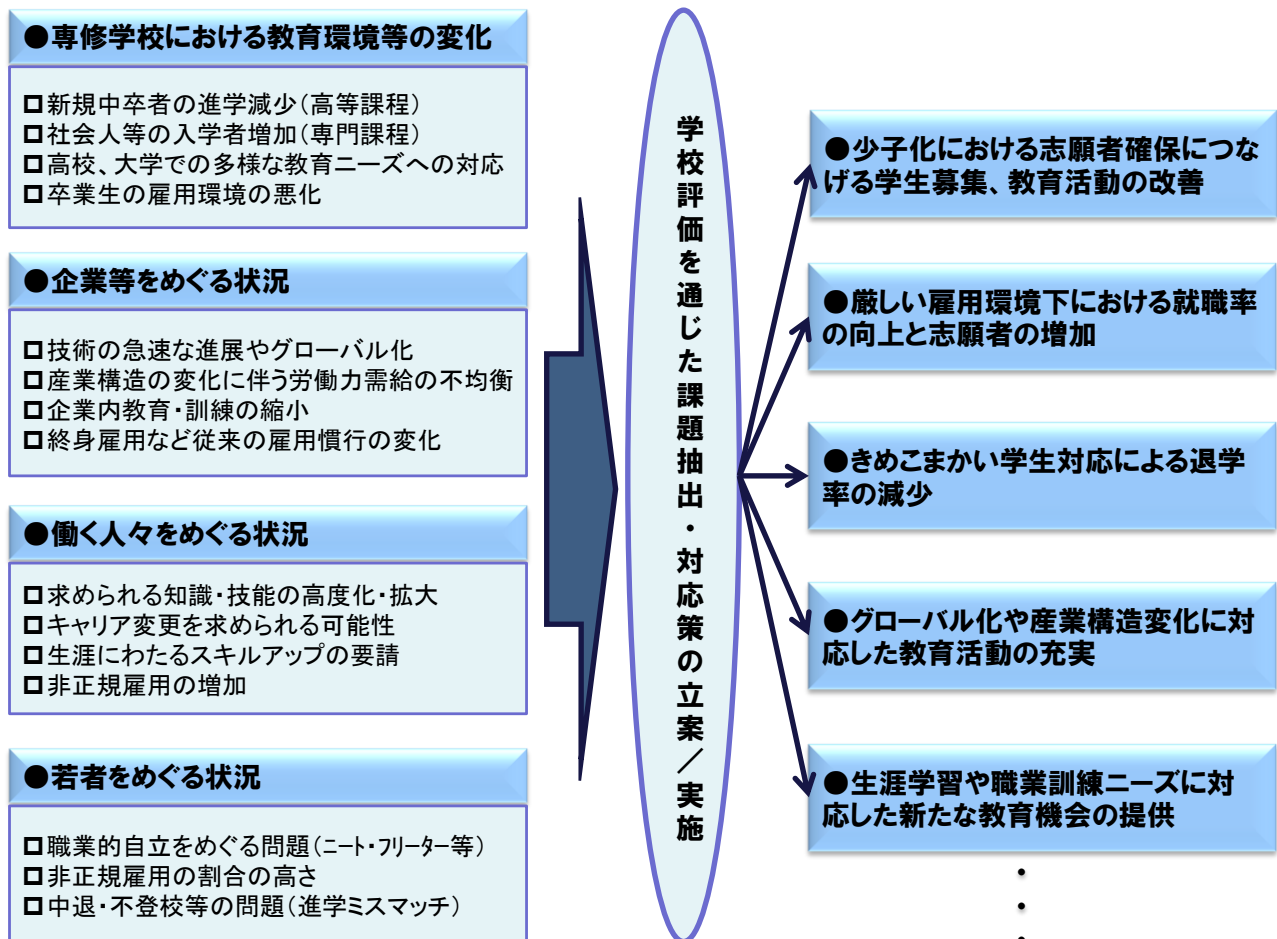 ●専修学校における教育環境等の変化
□新規中卒者の進学減少(高等課程)
□社会人等の入学者増加(専門課程)
□高校、大学での多様な教育ニーズへの対応
□卒業生の雇用環境の悪化
●企業等をめぐる状況
□技術の急速な進展やグローバル化
□産業構造の変化に伴う労働力需給の不均衡
□企業内教育・訓練の縮小
□終身雇用など従来の雇用慣行の変化
●働く人々をめぐる状況
□求められる知識・技能の高度化・拡大
□キャリア変更を求められる可能性
□生涯にわたるスキルアップの要請
□非正規雇用の増加
●若者をめぐる状況
□職業的自立をめぐる問題(ニート・フリーター等)
□非正規雇用の割合の高さ
□中退・不登校等の問題(進学ミスマッチ)
学校評価を通じた課題抽出・対応策の立案/実施
●少子化における志願者確保につな
げる学生募集、教育活動の改善
●厳しい雇用環境下における就職率
の向上と志願者の増加
●きめこまかい学生対応による退学
率の減少
●グローバル化や産業構造変化に対
応した教育活動の充実
●生涯学習や職業訓練ニーズに対
応した新たな教育機会の提供
・
・
・